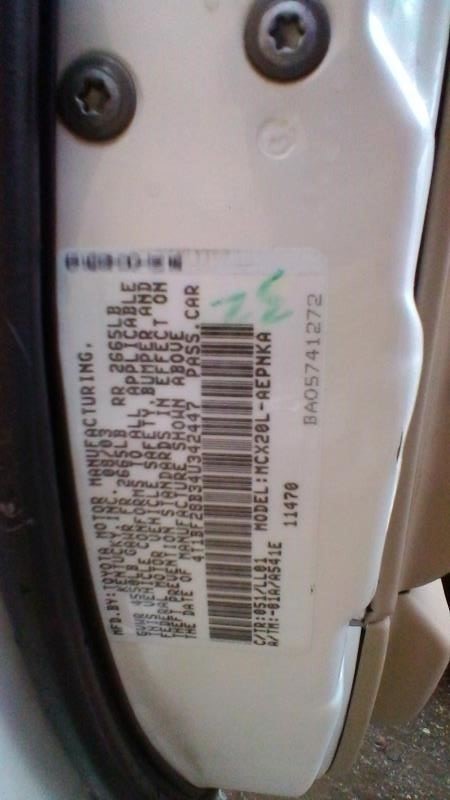 MFD.BY:TOYOTA MOTOR MANUFACTURING,
KENTUCKY, INC. 08/03
GVWR 4550LB GAWR FR 2665LB RR 2665LB
THIS VEHICLE CONFORMS TO ALL APPLICABLE
FEDERAL MOTOR VEHICLE SAFETY, BUMPER AND
THEFT PREVENTION STANDARDS IN EFFECT ON
THE DATE OF MANUFACTURE SHOWN ABOVE.
4T1BF28B34U342447 PASS.CAR
C/TR:051/LL01 MODEL:MCX20L-AEPNKA
A/TM:-01A/A541E 11470
BA05741272